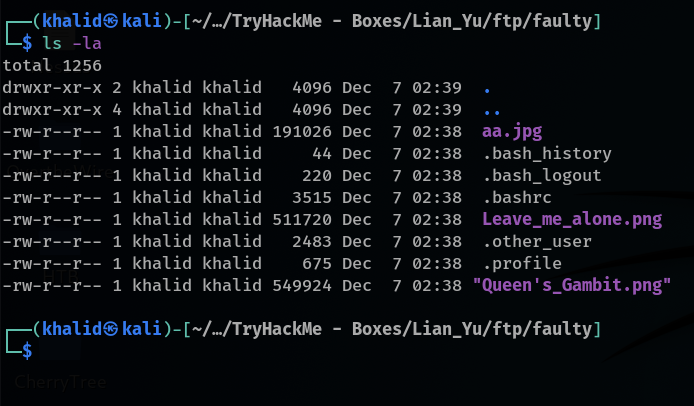 ┌──(khalid㉿kali)-[~/…/TryHackMe - Boxes/Lian_Yu/ftp/faulty]
└─$ ls -la
total 1256
drwxr-xr-x 2 khalid khalid   4096 Dec  7 02:39  .
drwxr-xr-x 4 khalid khalid   4096 Dec  7 02:39  ..
-rw-r--r-- 1 khalid khalid 191026 Dec  7 02:38  aa.jpg
-rw-r--r-- 1 khalid khalid     44 Dec  7 02:38  .bash_history
-rw-r--r-- 1 khalid khalid    220 Dec  7 02:38  .bash_logout
-rw-r--r-- 1 khalid khalid   3515 Dec  7 02:38  .bashrc
-rw-r--r-- 1 khalid khalid 511720 Dec  7 02:38  Leave_me_alone.png
-rw-r--r-- 1 khalid khalid   2483 Dec  7 02:38  .other_user
-rw-r--r-- 1 khalid khalid    675 Dec  7 02:38  .profile
-rw-r--r-- 1 khalid khalid 549924 Dec  7 02:38 "Queen's_Gambit.png"
┌──(khalid㉿kali)-[~/…/TryHackMe - Boxes/Lian_Yu/ftp/faulty]
└─$
CherryTree